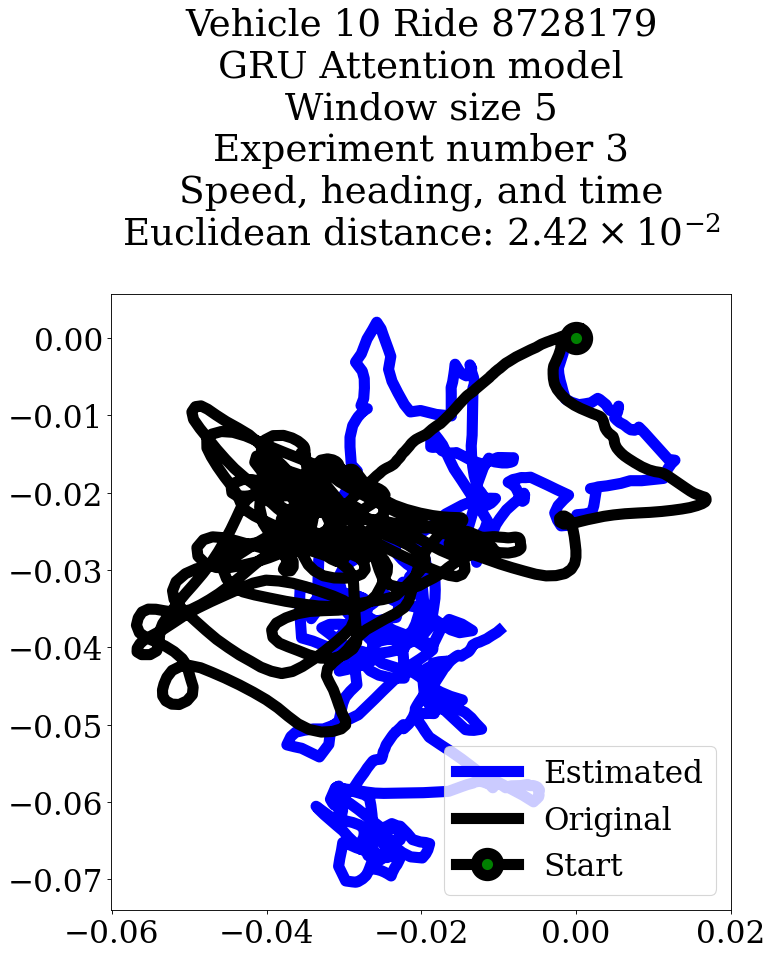 Vehicle 10 Ride 8728179
GRU Attention model
Window size 5
Experiment number 3
Speed, heading, and time
Euclidean distance: 2.42 × 10⁻²
0.00
−0.01
−0.02
−0.03
−0.04
−0.05
−0.06
−0.07
Estimated
Original
Start
−0.06 −0.04 −0.02 0.00 0.02